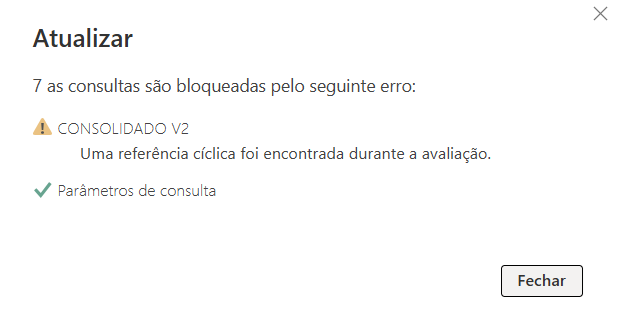 Atualizar
7 as consultas são bloqueadas pelo seguinte erro:
CONSOLIDADO V2
Uma referência cíclica foi encontrada durante a avaliação.
Parâmetros de consulta
Fechar